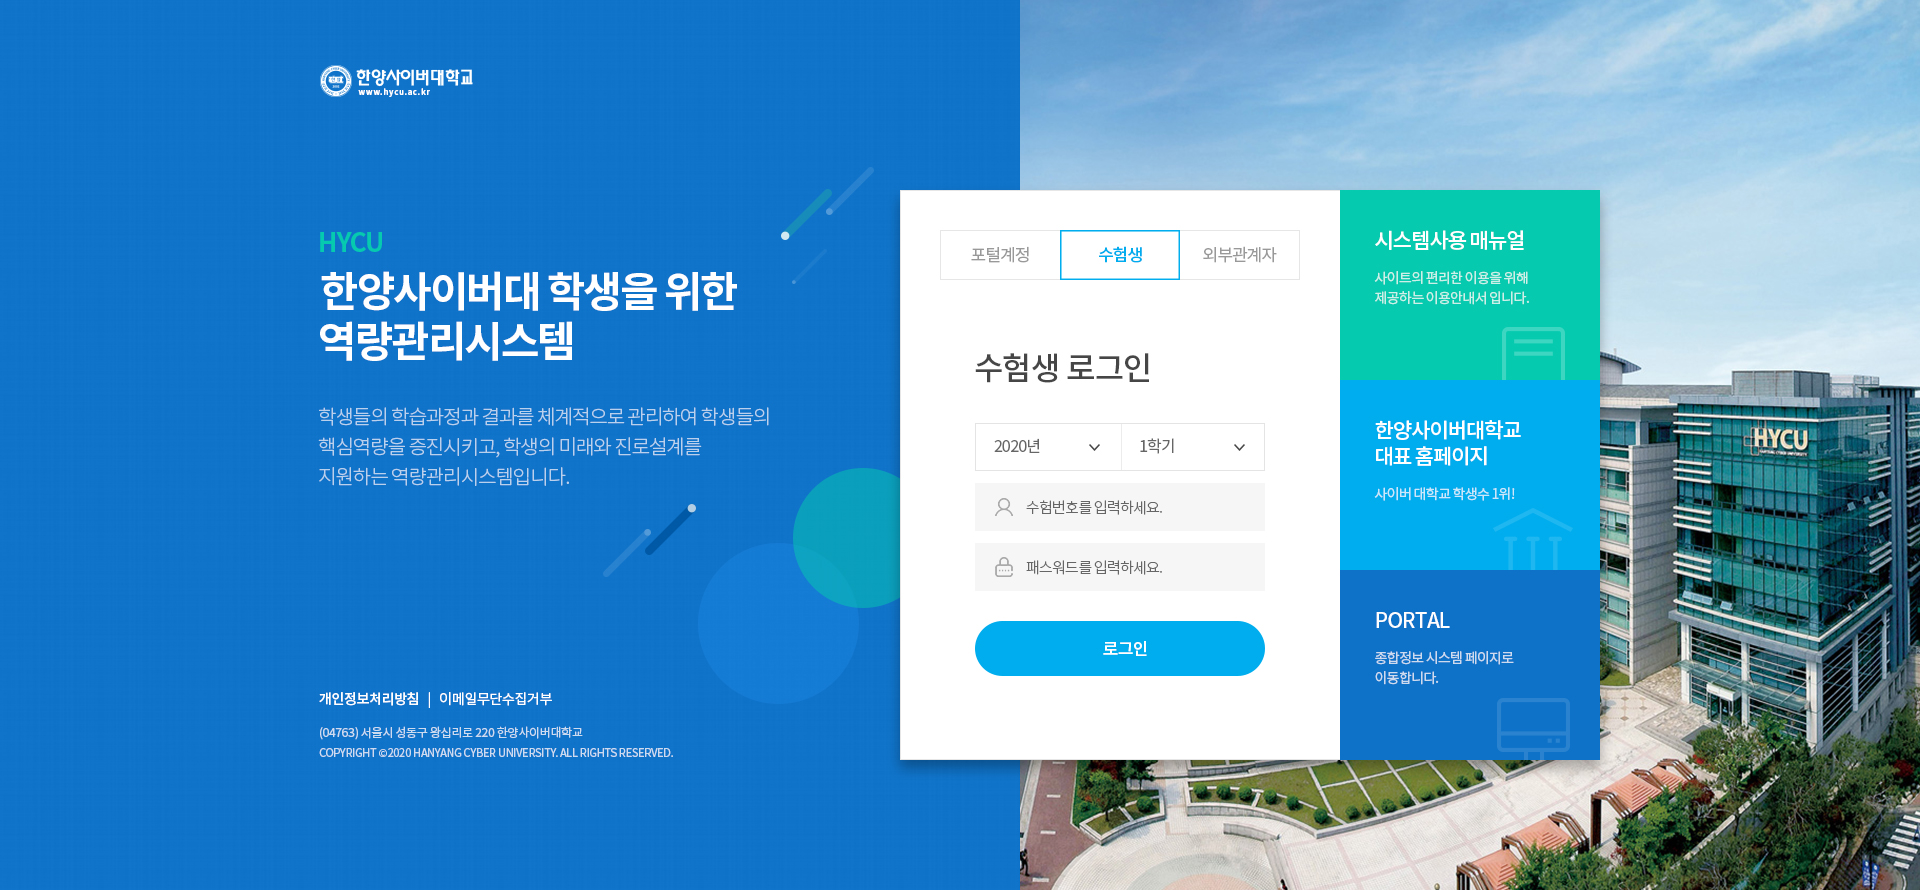 한양사이버대학교
www.hycu.ac.kr
HYCU
한양사이버대 학생을 위한
역량관리시스템
학생들의 학습과정과 결과를 체계적으로 관리하여 학생들의
핵심역량을 증진시키고, 학생의 미래와 진로설계를
지원하는 역량관리시스템입니다.
개인정보처리방침 | 이메일무단수집거부
(04763) 서울시 성동구 왕십리로 220 한양사이버대학교
COPYRIGHT ©2020 HANYANG CYBER UNIVERSITY. ALL RIGHTS RESERVED.
포털계정 수험생 외부관계자
수험생 로그인
2020년 1학기
수험번호를 입력하세요.
패스워드를 입력하세요.
로그인
시스템사용 매뉴얼
사이트의 편리한 이용을 위해
제공하는 이용안내서 입니다.
한양사이버대학교
대표 홈페이지
사이버 대학교 학생수 1위!
PORTAL
종합정보 시스템 페이지로
이동합니다.
HYCU